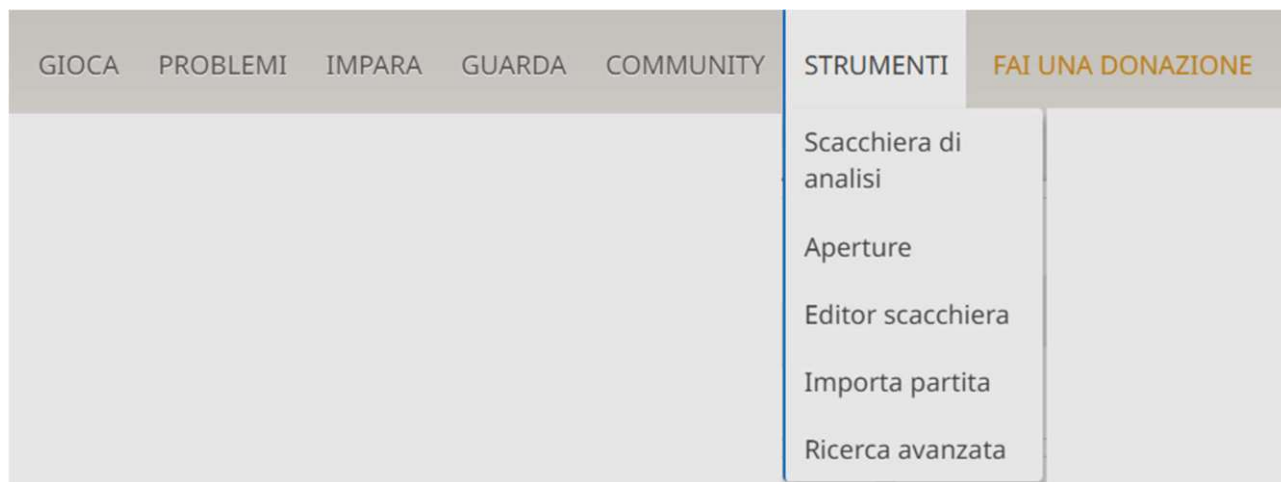 GIOCA PROBLEMI IMPARA GUARDA COMMUNITY STRUMENTI FAI UNA DONAZIONE
Scacchiera di
analisi
Aperture
Editor scacchiera
Importa partita
Ricerca avanzata